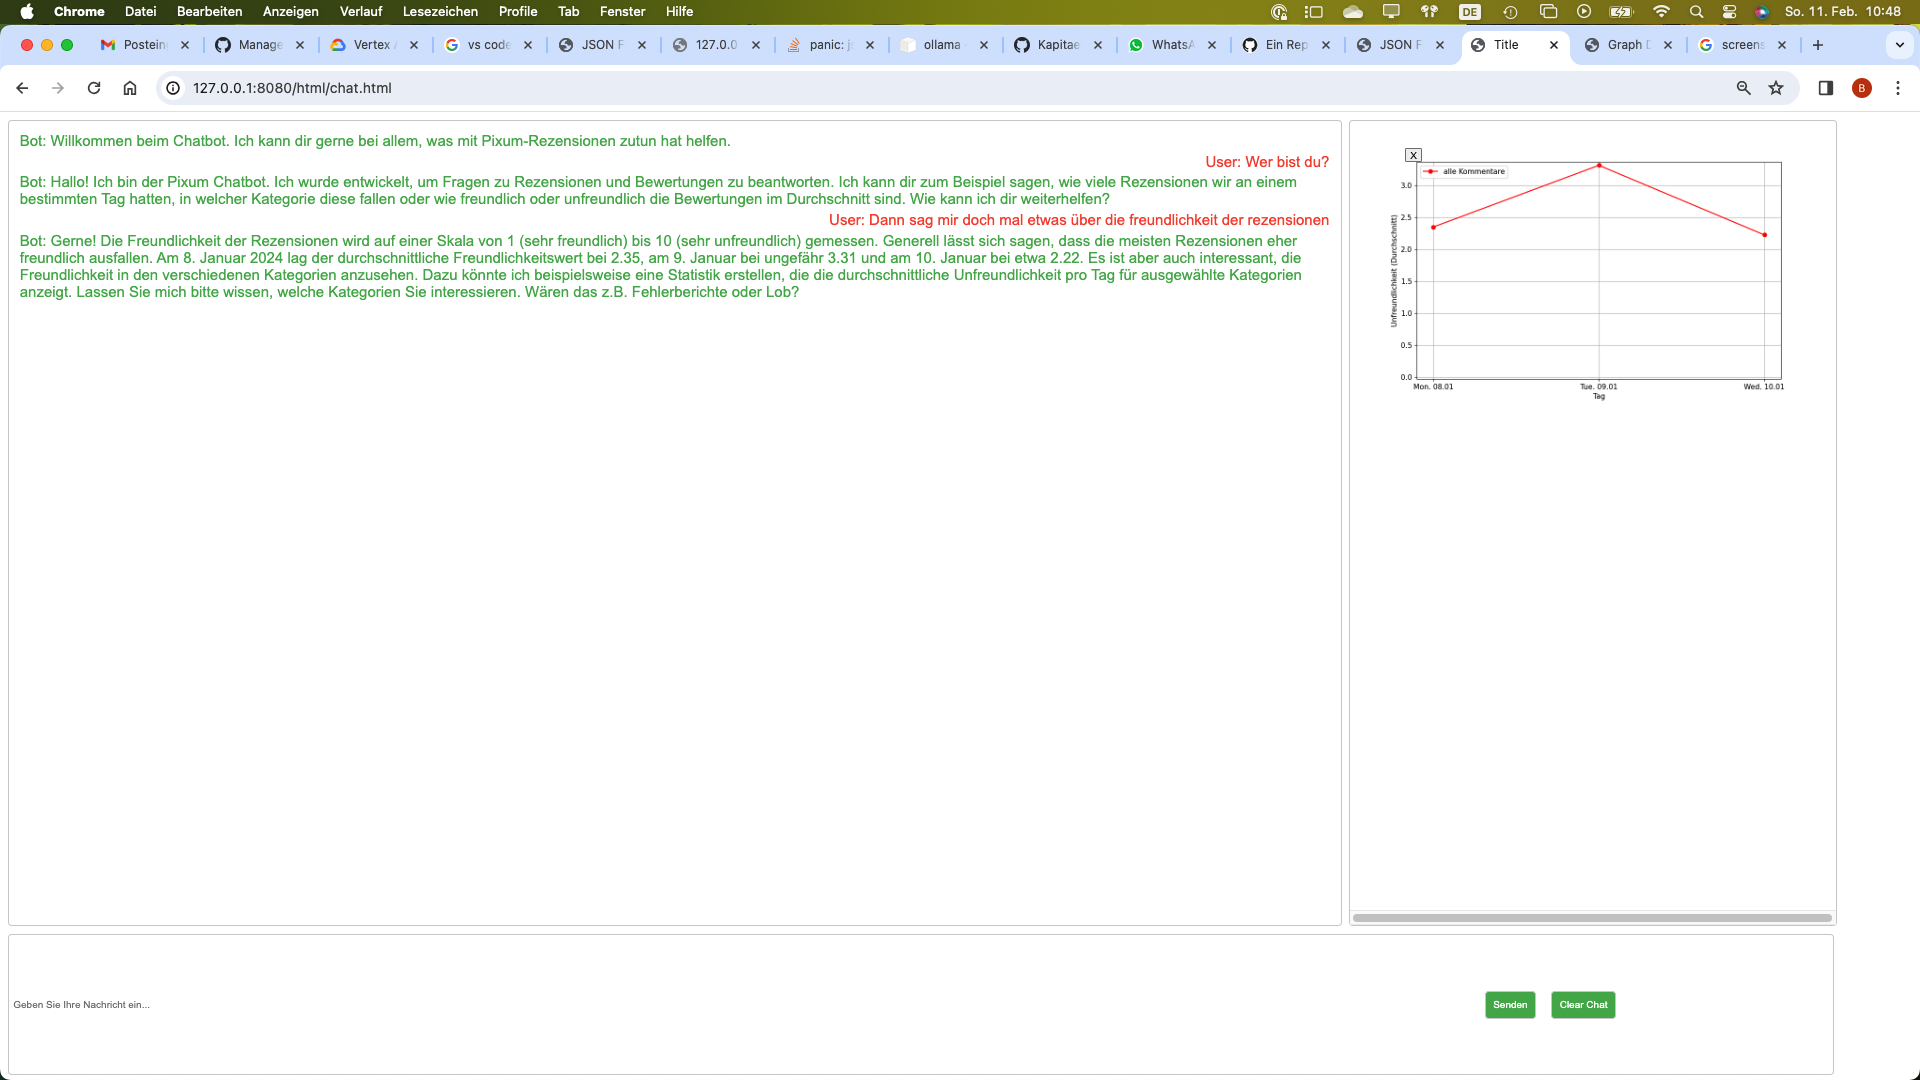 Chrome Datei Bearbeiten Anzeigen Verlauf Lesezeichen Profile Tab Fenster Hilfe DE So. 11. Feb. 10:48
Postein Manage Vertex vs code JSON F 127.0.0 panic: ollama Kapitae WhatsA Ein Rep JSON F Title Graph screens
127.0.0.1:8080/html/chat.html B
Bot: Willkommen beim Chatbot. Ich kann dir gerne bei allem, was mit Pixum-Rezensionen zutun hat helfen.
User: Wer bist du?
Bot: Hallo! Ich bin der Pixum Chatbot. Ich wurde entwickelt, um Fragen zu Rezensionen und Bewertungen zu beantworten. Ich kann dir zum Beispiel sagen, wie viele Rezensionen wir an einem
bestimmten Tag hatten, in welcher Kategorie diese fallen oder wie freundlich oder unfreundlich die Bewertungen im Durchschnitt sind. Wie kann ich dir weiterhelfen?
User: Dann sag mir doch mal etwas über die freundlichkeit der rezensionen
Bot: Gerne! Die Freundlichkeit der Rezensionen wird auf einer Skala von 1 (sehr freundlich) bis 10 (sehr unfreundlich) gemessen. Generell lässt sich sagen, dass die meisten Rezensionen eher
freundlich ausfallen. Am 8. Januar 2024 lag der durchschnittliche Freundlichkeitswert bei 2.35, am 9. Januar bei ungefähr 3.31 und am 10. Januar bei etwa 2.22. Es ist aber auch interessant, die
Freundlichkeit in den verschiedenen Kategorien anzusehen. Dazu könnte ich beispielsweise eine Statistik erstellen, die die durchschnittliche Unfreundlichkeit pro Tag für ausgewählte Kategorien
anzeigt. Lassen Sie mich bitte wissen, welche Kategorien Sie interessieren. Wären das z.B. Fehlerberichte oder Lob?
X
alle Kommentare
Unfreundlichkeit (Durchschnitt)
3.0
2.5
2.0
1.5
1.0
0.5
0.0
Mon. 08.01 Tue. 09.01 Wed. 10.01
Tag
Geben Sie Ihre Nachricht ein... Senden Clear Chat